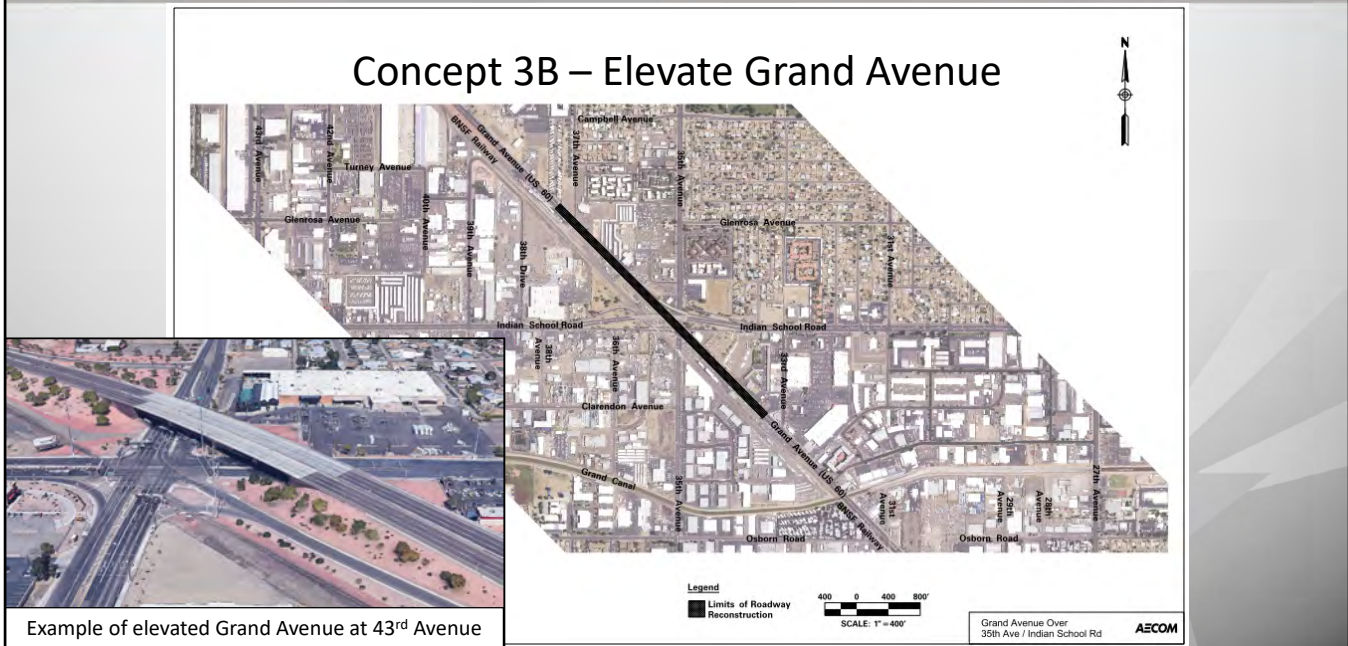 Concept 3B – Elevate Grand Avenue
N
43rd Avenue
42nd Avenue
Turney Avenue
Glenrosa Avenue
40th Avenue
39th Avenue
38th Drive
BNSF Railway
Grand Avenue (US 60)
37th Avenue
Campbell Avenue
35th Avenue
Glenrosa Avenue
31st Avenue
Indian School Road
Indian School Road
38th Avenue
36th Avenue
33rd Avenue
Clarendon Avenue
Grand Canal
35th Avenue
Grand Avenue (US 60)
BNSF Railway
31st Avenue
29th Avenue
28th Avenue
27th Avenue
Osborn Road
Osborn Road
Example of elevated Grand Avenue at 43rd Avenue
Legend
Limits of Roadway
Reconstruction
400 0 400 800'
SCALE: 1" = 400'
Grand Avenue Over
35th Ave / Indian School Rd
AECOM